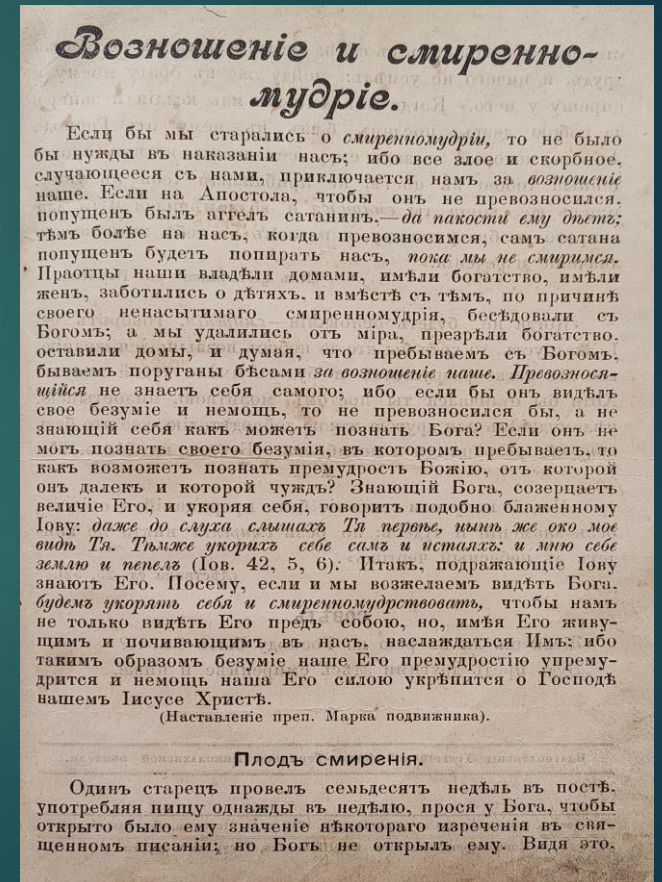 Возношеніе и смиренно-
мудріе.
Если бы мы старались о смиренномудріи, то не было
бы нужды въ наказаніи насъ; ибо все злое и скорбное,
случающееся съ нами, приключается намъ за возношеніе
наше. Если на Апостола, чтобы онъ не превозносился,
попущенъ былъ аггелъ сатанинъ,—да пакости ему дѣетъ;
тѣмъ болѣе на насъ, когда превозносимся, самъ сатана
попущенъ будетъ попирать насъ, пока мы не смиримся.
Праотцы наши владѣли домами, имѣли богатство, имѣли
женъ, заботились о дѣтяхъ, и вмѣстѣ съ тѣмъ, по причинѣ
своего ненасытимаго смиренномудрія, бесѣдовали съ
Богомъ; а мы удалились отъ міра, презрѣли богатство,
оставили домы, и думая, что пребываемъ съ Богомъ,
бываемъ поруганы бѣсами за возношеніе наше. Превознося-
щійся не знаетъ себя самого; ибо если бы онъ видѣлъ
свое безуміе и немощь, то не превозносился бы, а не
знающій себя какъ можетъ познать Бога? Если онъ не
могъ познать своего безумія, въ которомъ пребываетъ, то
какъ возможетъ познать премудрость Божію, отъ которой
онъ далекъ и которой чуждъ? Знающій Бога, созерцаетъ
величіе Его, и укоряя себя, говоритъ подобно блаженному
Іову: даже до слуха слышахъ Тя первѣе, нынѣ же око мое
видѣ Тя. Тѣмже укорихъ себе самъ и истаяхъ: и мню себе
землю и пепелъ (Іов. 42, 5, 6). Итакъ, подражающіе Іову
знаютъ Его. Посему, если и мы возжелаемъ видѣть Бога,
будемъ укорять себя и смиренномудрствовать, чтобы намъ
не только видѣть Его предъ собою, но, имѣя Его живу-
щимъ и почивающимъ въ насъ, наслаждаться Имъ; ибо
такимъ образомъ безуміе наше Его премудростію упрему-
дрится и немощь наша Его силою укрѣпится о Господѣ
нашемъ Іисусе Христѣ.
(Наставленіе преп. Марка подвижника).
Плодъ смиренія.
Одинъ старецъ провелъ семьдесятъ недѣль въ постѣ,
употребляя пищу однажды въ недѣлю, прося у Бога, чтобы
открыто было ему значеніе нѣкотораго изреченія въ свя-
щенномъ писаніи; но Богъ не открылъ ему. Видя это,